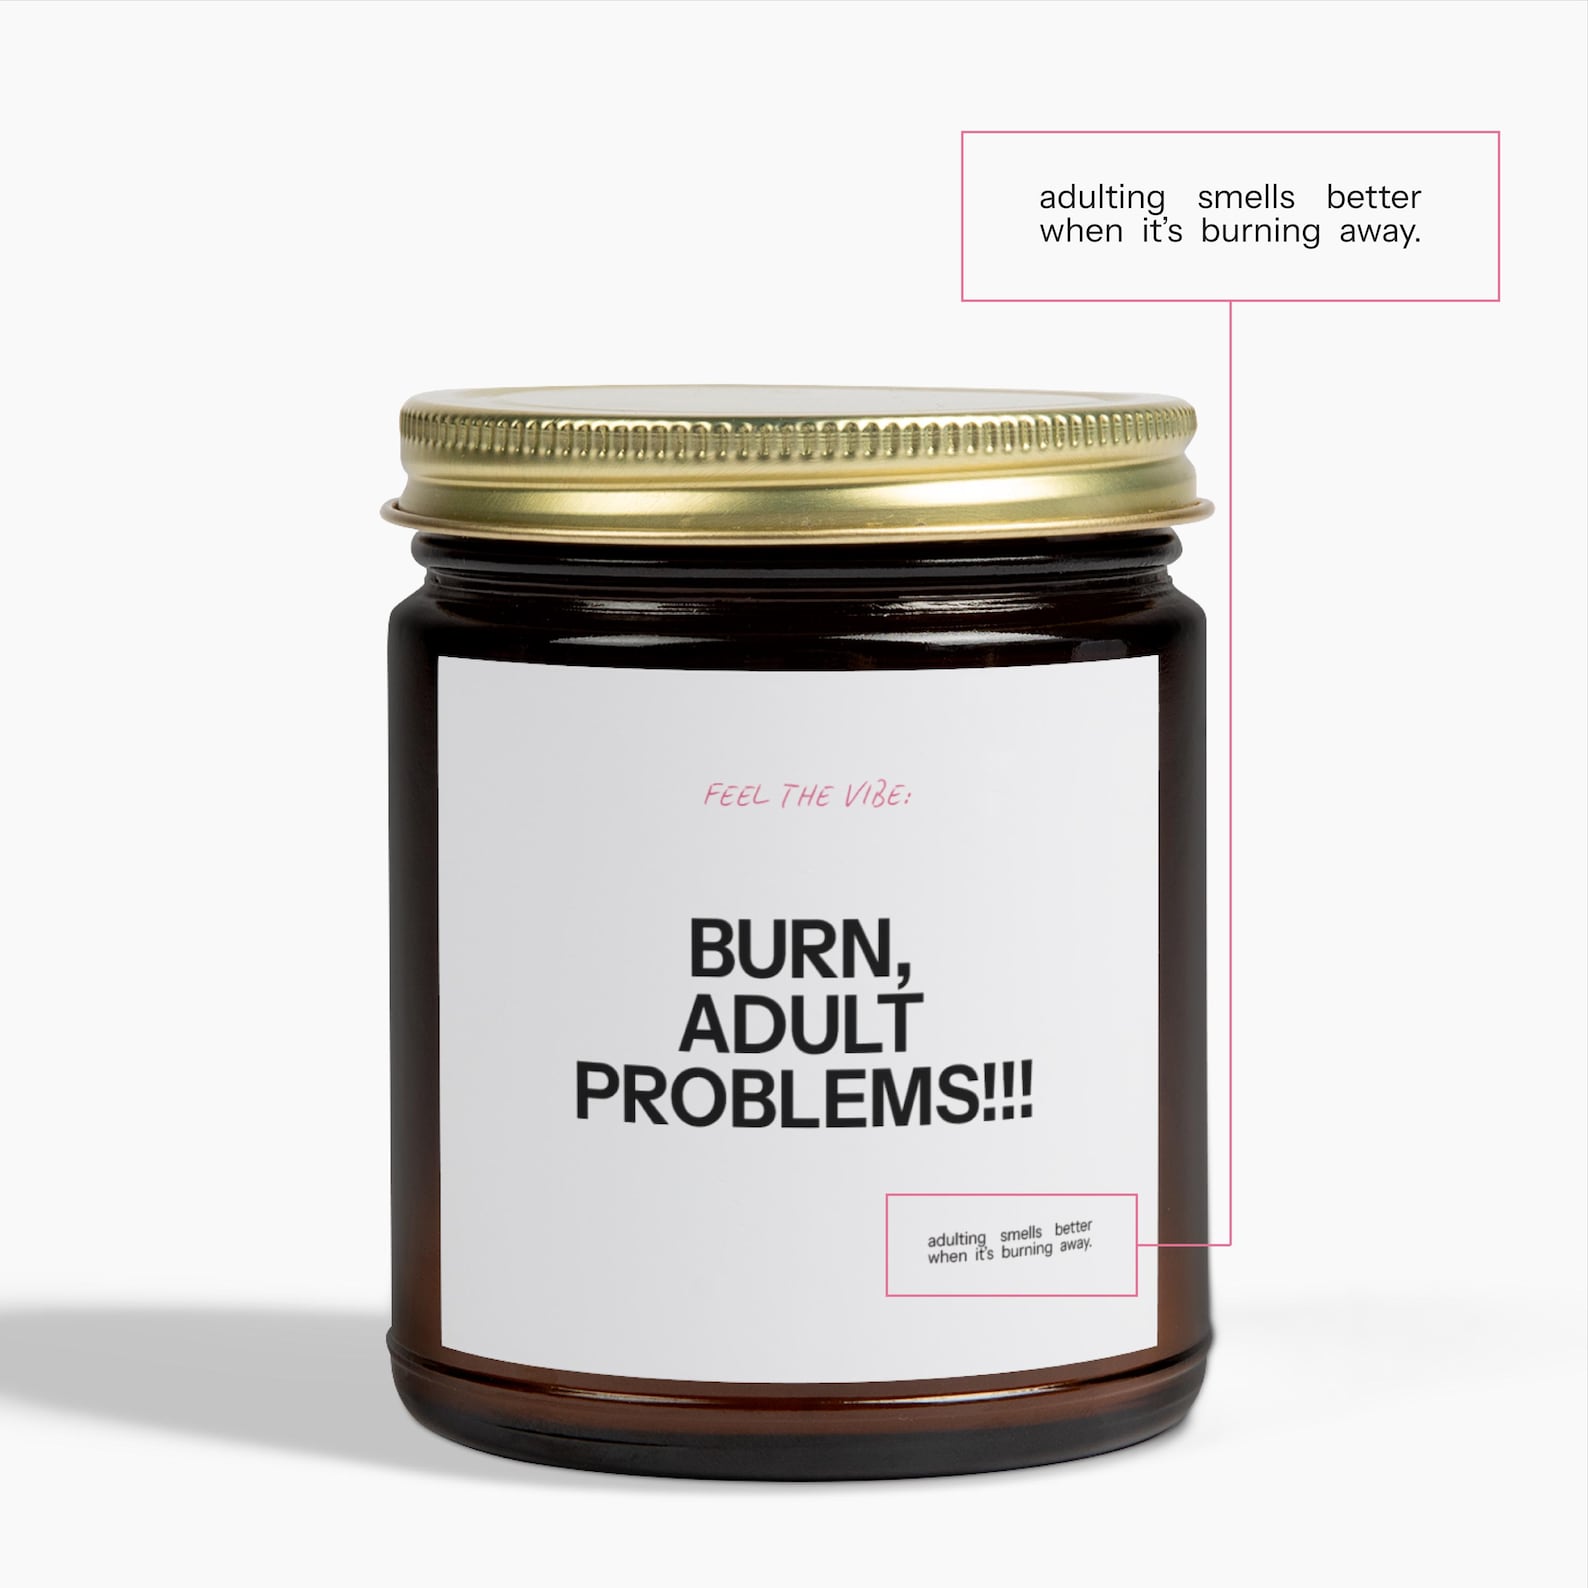 adulting smells better
when it's burning away.
FEEL THE VIBE:
BURN,
ADULT
PROBLEMS!!!
adulting smells better
when it's burning away.